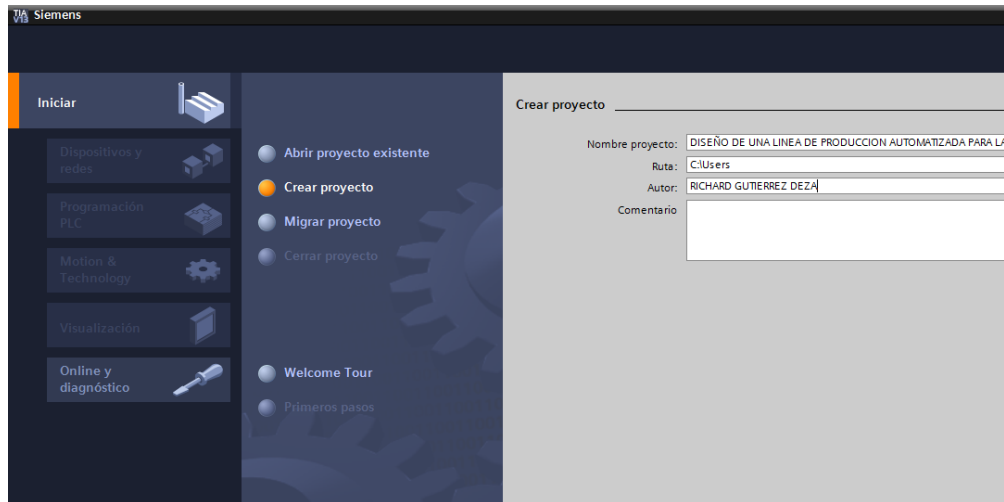 TIA V13 Siemens
Iniciar
Dispositivos y
redes
Programación
PLC
Motion &
Technology
Visualización
Online y
diagnóstico
Abrir proyecto existente
Crear proyecto
Migrar proyecto
Cerrar proyecto
Welcome Tour
Primeros pasos
Crear proyecto
Nombre proyecto: DISEÑO DE UNA LINEA DE PRODUCCION AUTOMATIZADA PARA LA
Ruta: C:\Users
Autor: RICHARD GUTIERREZ DEZA
Comentario